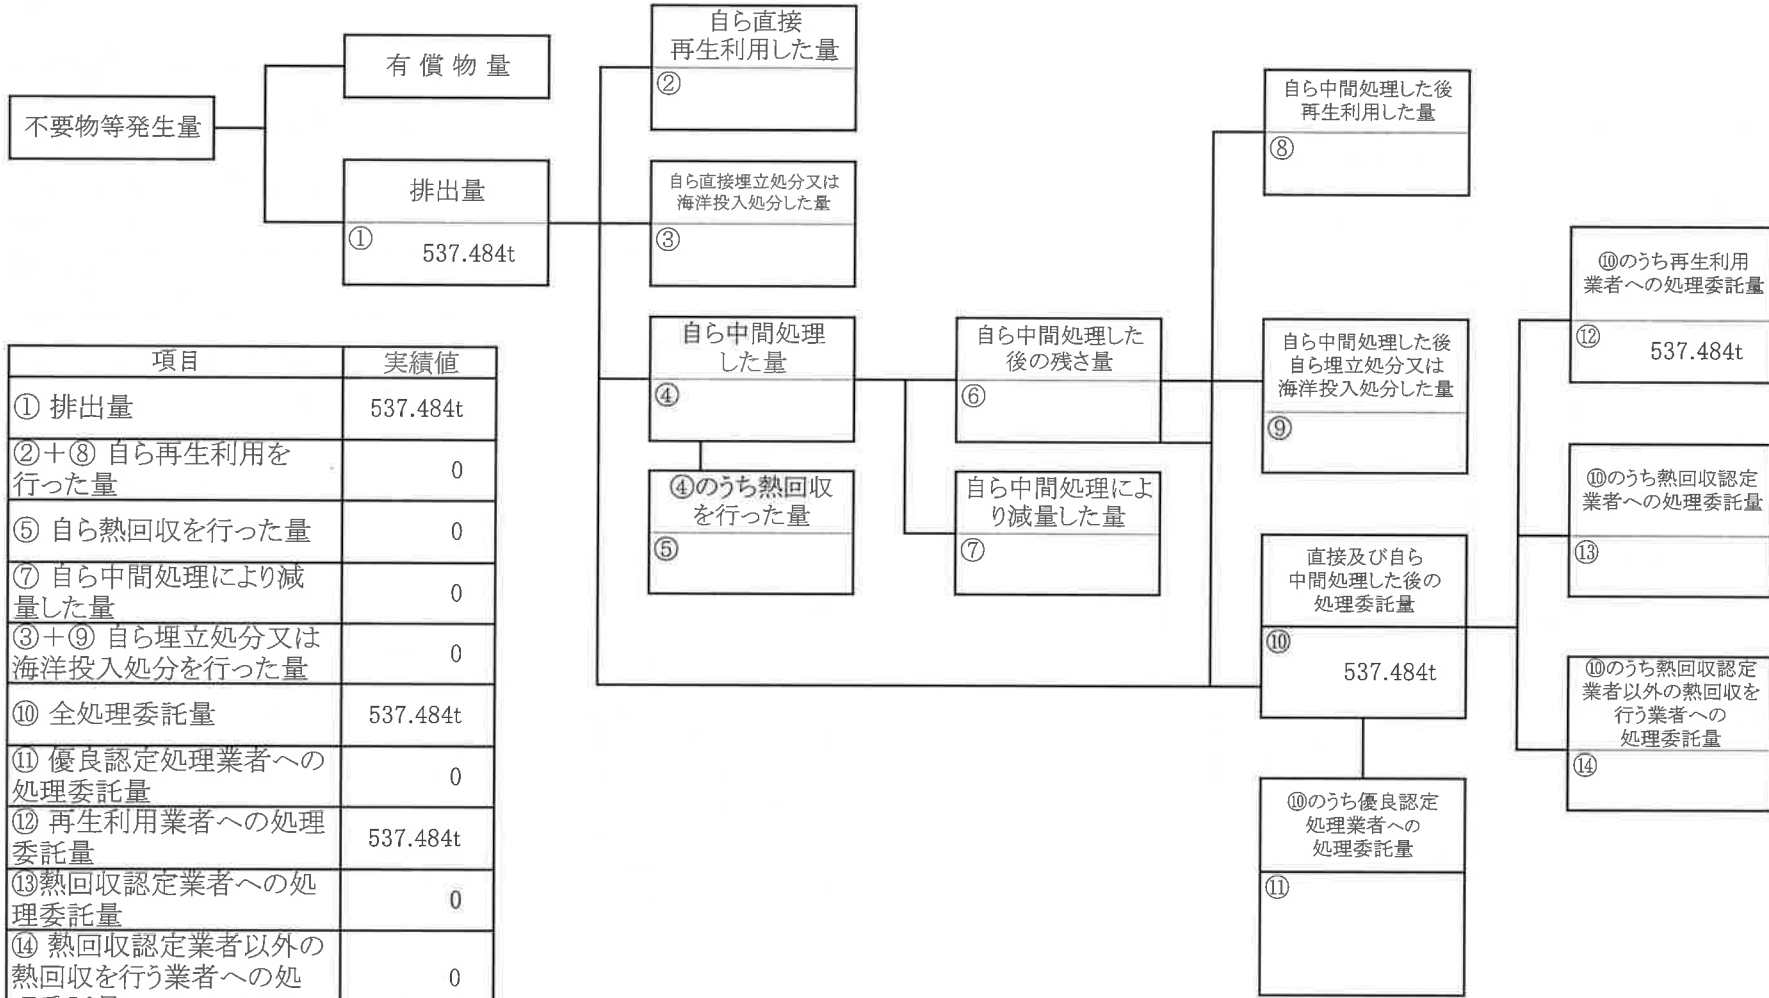 不要物等発生量
有償物量
排出量
①
537.484t
自ら直接
再生利用した量
②
自ら直接埋立処分又は
海洋投入処分した量
③
自ら中間処理
した量
④
④のうち熱回収
を行った量
⑤
自ら中間処理した
後の残さ量
⑥
自ら中間処理によ
り減量した量
⑦
自ら中間処理した後
再生利用した量
⑧
自ら中間処理した後
自ら埋立処分又は
海洋投入処分した量
⑨
直接及び自ら
中間処理した後の
処理委託量
⑩
537.484t
⑩のうち優良認定
処理業者への
処理委託量
⑪
⑩のうち再生利用
業者への処理委託量
⑫
537.484t
⑩のうち熱回収認定
業者への処理委託量
⑬
⑩のうち熱回収認定
業者以外の熱回収を
行う業者への
処理委託量
⑭
項目 実績値
① 排出量 537.484t
②+⑧ 自ら再生利用を
行った量 0
⑤ 自ら熱回収を行った量 0
⑦ 自ら中間処理により減
量した量 0
③+⑨ 自ら埋立処分又は
海洋投入処分を行った量 0
⑩ 全処理委託量 537.484t
⑪ 優良認定処理業者への
処理委託量 0
⑫ 再生利用業者への処理
委託量 537.484t
⑬熱回収認定業者への処
理委託量 0
⑭ 熱回収認定業者以外の
熱回収を行う業者への処 0